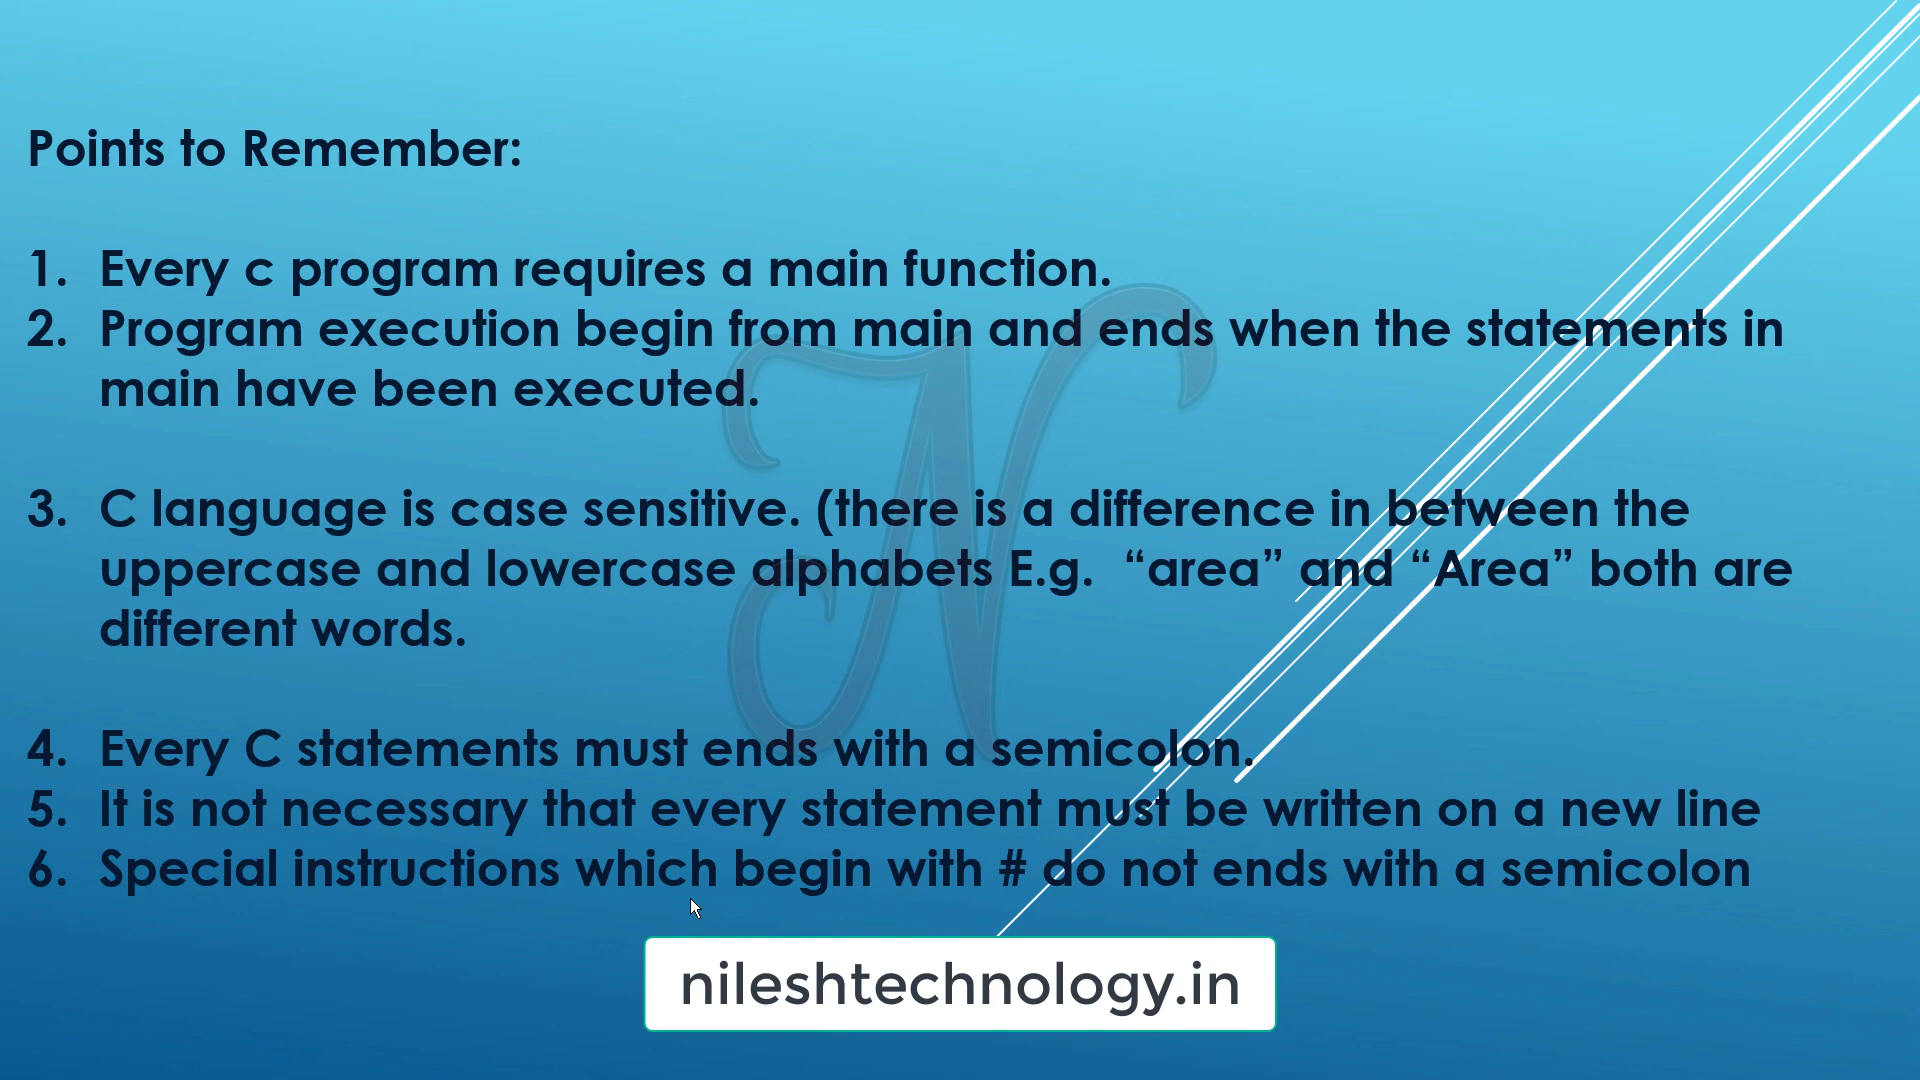 Points to Remember:
1. Every c program requires a main function.
2. Program execution begin from main and ends when the statements in
main have been executed.
3. C language is case sensitive. (there is a difference in between the
uppercase and lowercase alphabets E.g. “area” and “Area” both are
different words.
4. Every C statements must ends with a semicolon.
5. It is not necessary that every statement must be written on a new line
6. Special instructions which begin with # do not ends with a semicolon
N
nileshtechnology.in